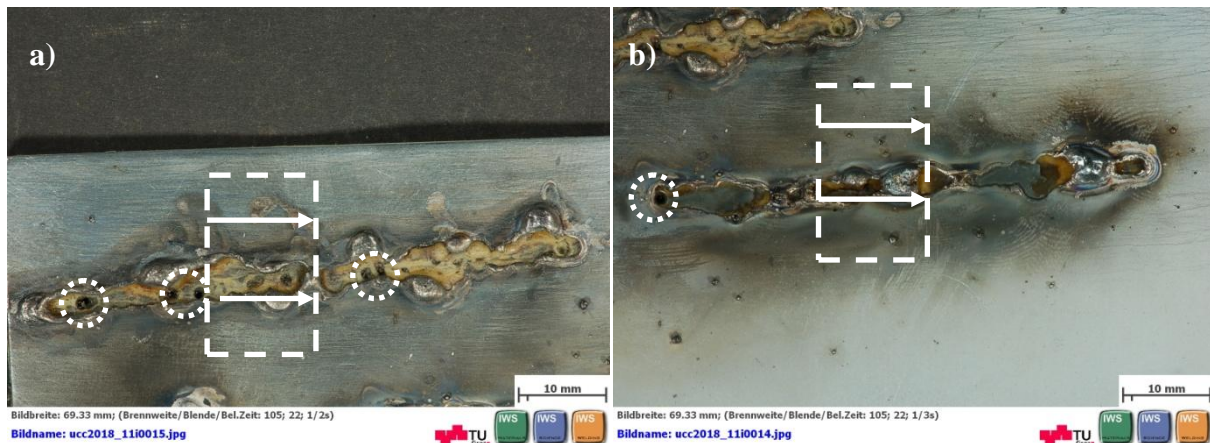 a)
10 mm
Bildbreite: 69.33 mm; (Brennweite/Blende/Bel.Zeit: 105; 22; 1/2s)
Bildname: ucc2018_11i0015.jpg
IWS
IWS
IWS
TU
b)
10 mm
Bildbreite: 69.33 mm; (Brennweite/Blende/Bel.Zeit: 105; 22; 1/3s)
Bildname: ucc2018_11i0014.jpg
IWS
IWS
IWS
TU